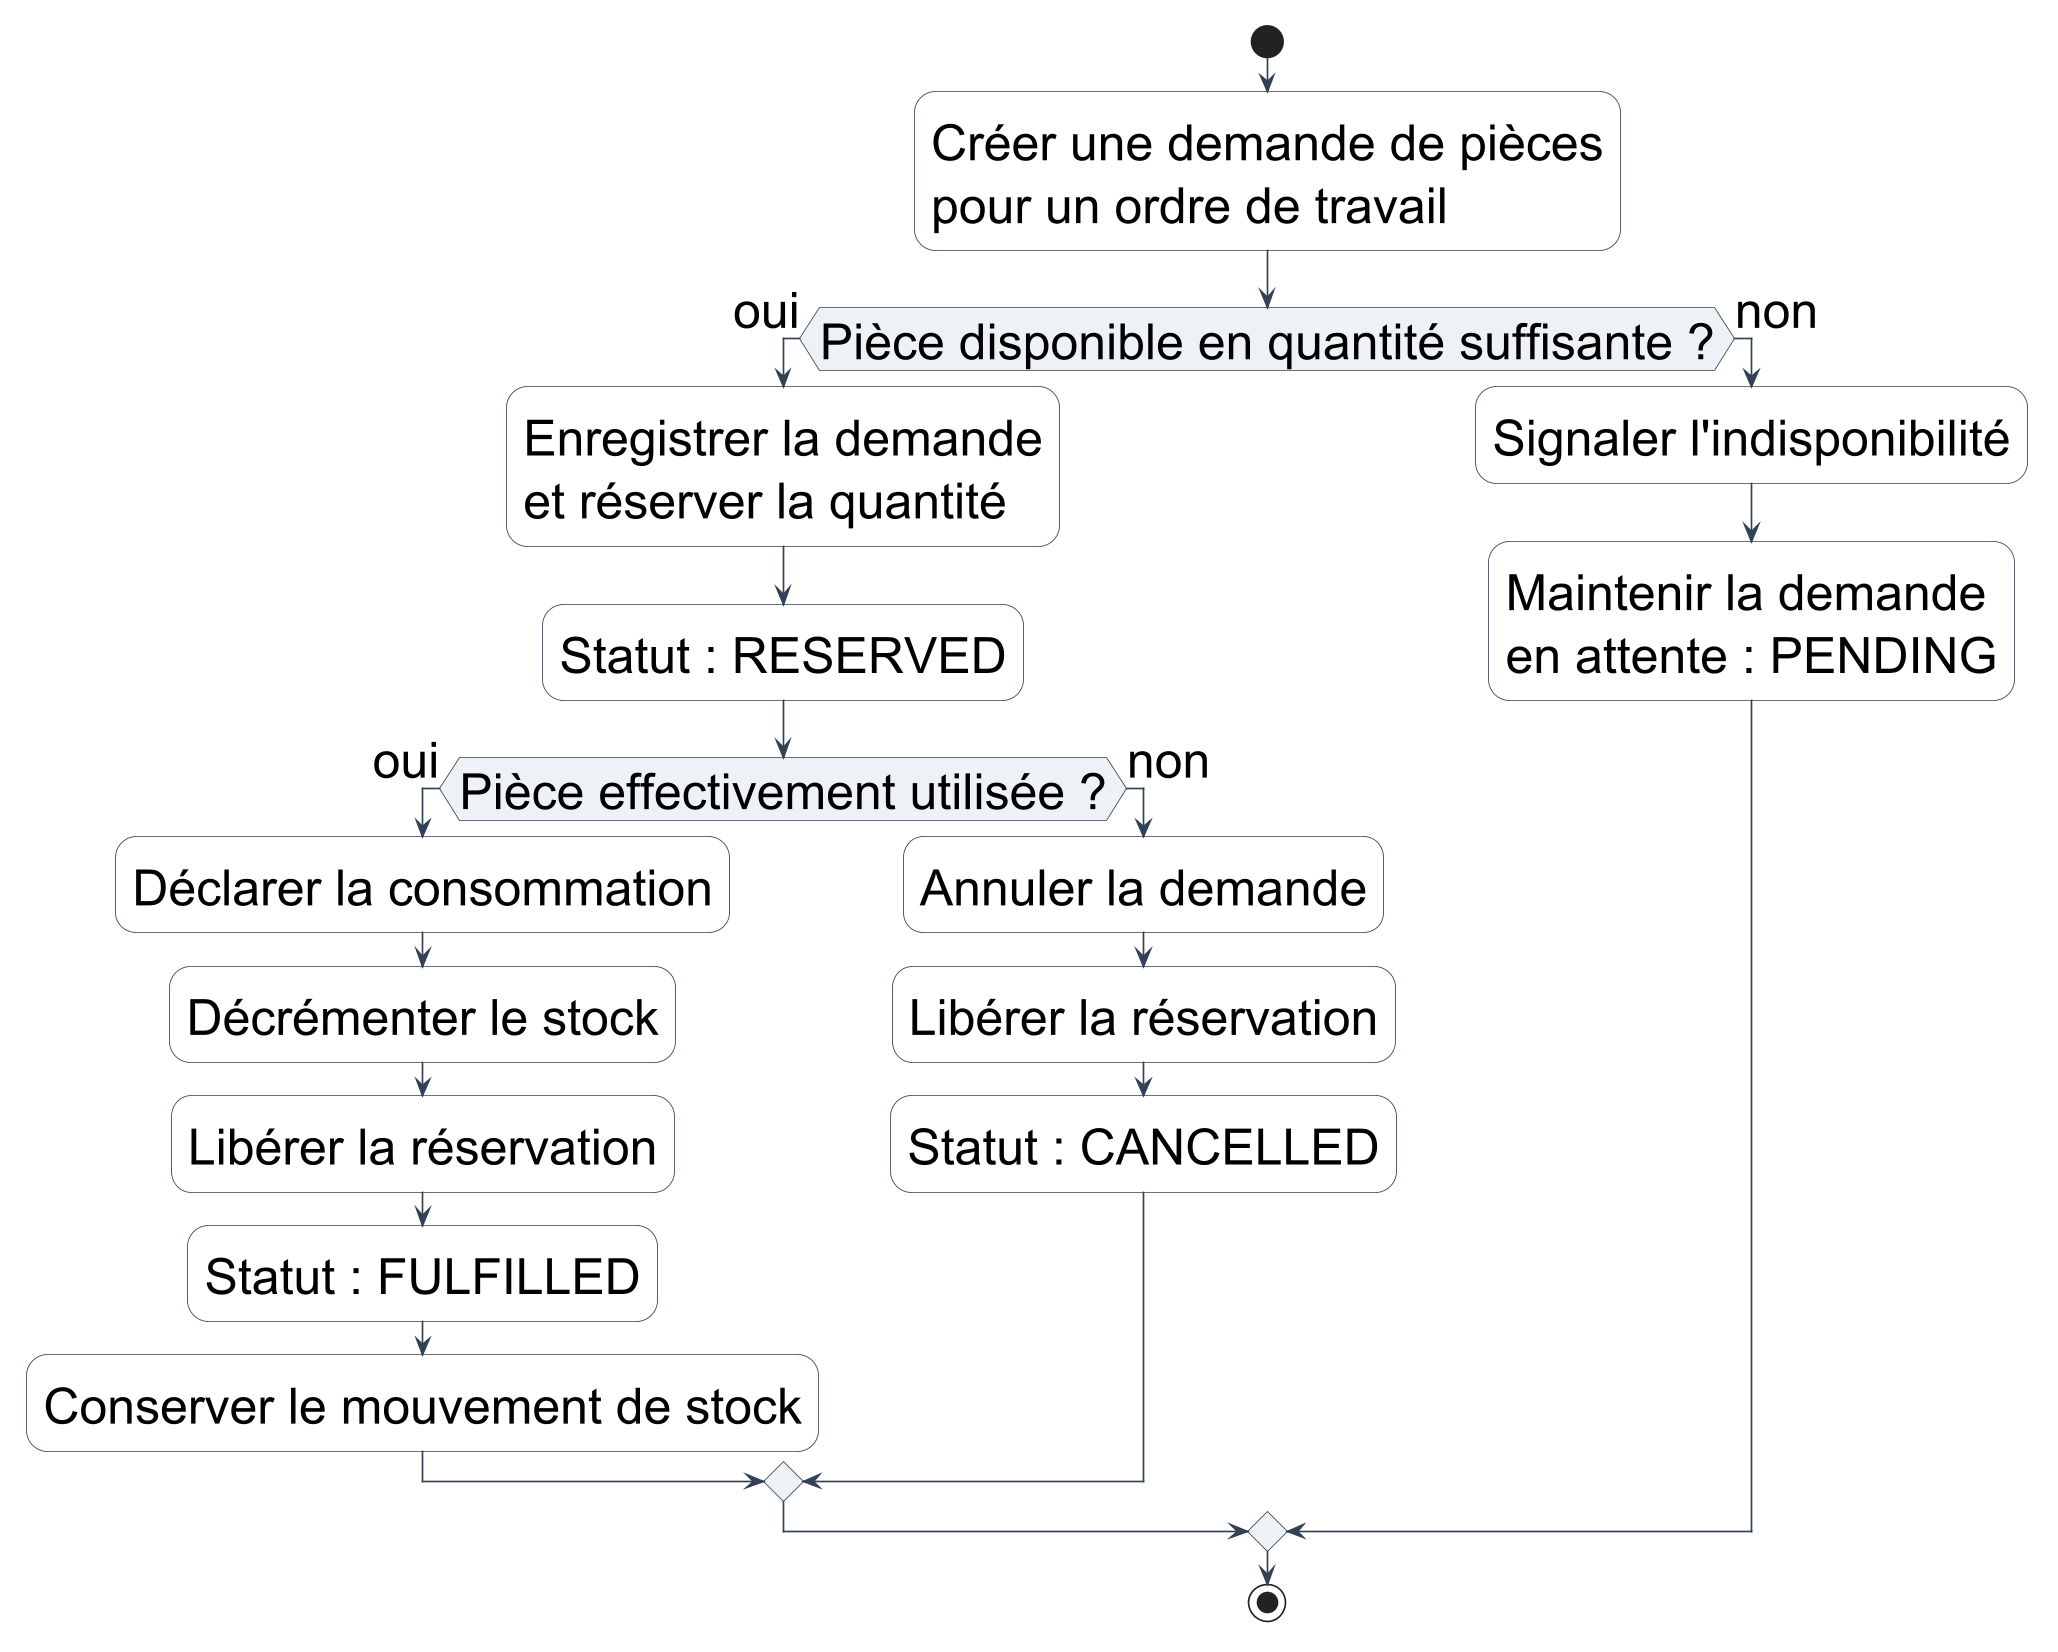 Créer une demande de pièces
pour un ordre de travail
oui
Pièce disponible en quantité suffisante ?
non
Enregistrer la demande
et réserver la quantité
Signaler l'indisponibilité
Maintenir la demande
en attente : PENDING
Statut : RESERVED
oui
Pièce effectivement utilisée ?
non
Déclarer la consommation
Annuler la demande
Décrémenter le stock
Libérer la réservation
Libérer la réservation
Statut : CANCELLED
Statut : FULFILLED
Conserver le mouvement de stock